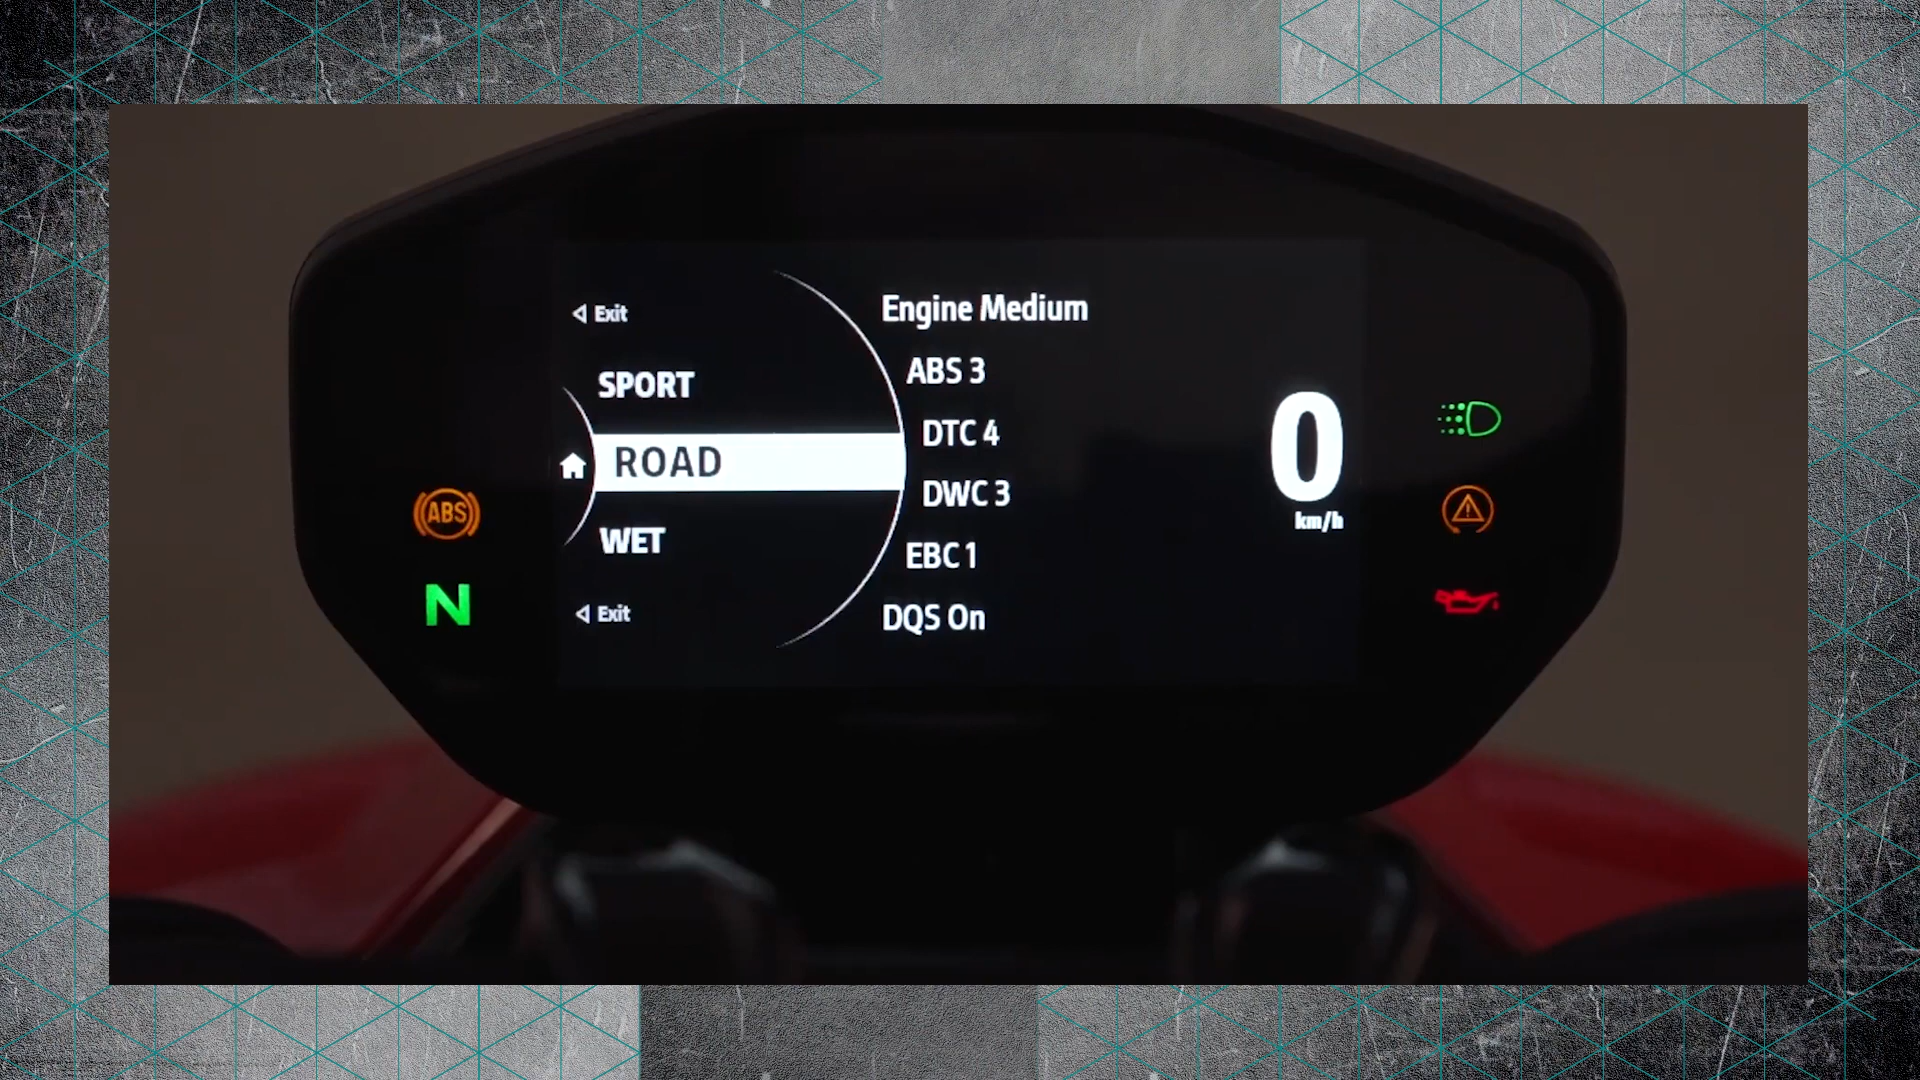 Exit
SPORT
ROAD
WET
Exit
Engine Medium
ABS 3
DTC 4
DWC 3
EBC 1
DQS On
0
km/h
ABS
N